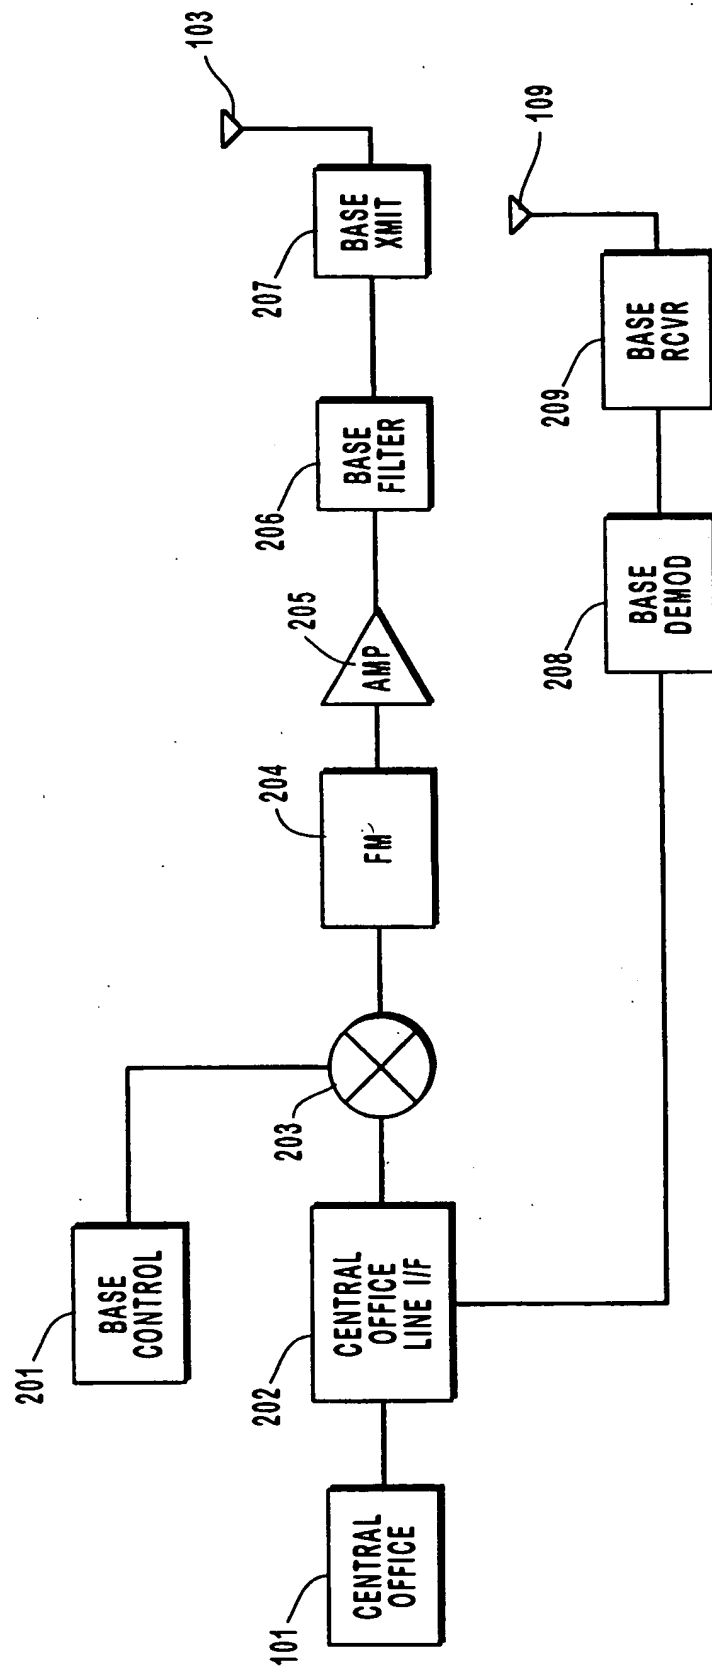 103
BASE
XMIT
207
109
BASE
RCVR
209
BASE
FILTER
206
BASE
DEMOD
208
AMP
205
FM
204
203
BASE
CONTROL
201
CENTRAL
OFFICE
LINE I/F
202
CENTRAL
OFFICE
101